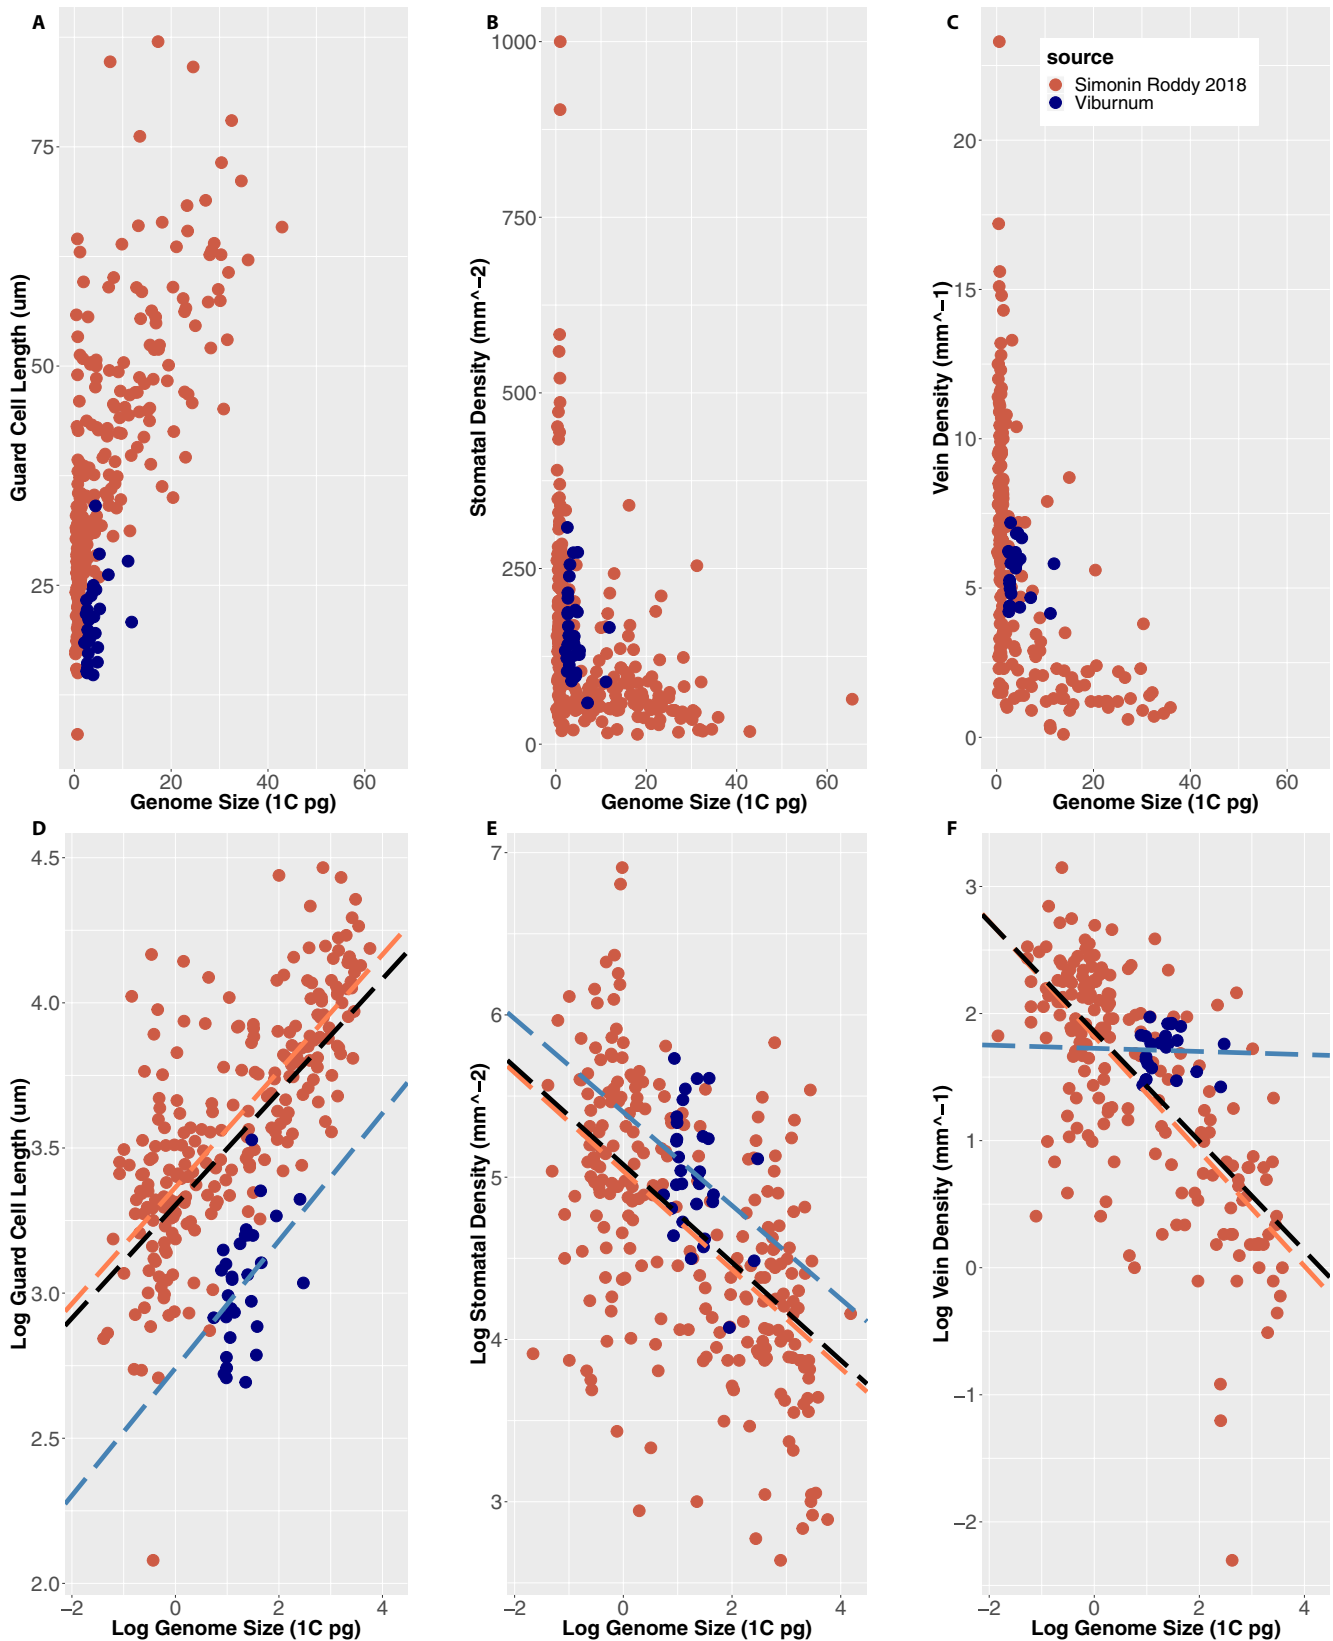 A
B
C
Guard Cell Length (um)
75
50
25
0
20
40
60
Genome Size (1C pg)
Stomatal Density (mm^−2)
1000
750
500
250
0
0
20
40
60
Genome Size (1C pg)
Vein Density (mm^−1)
20
15
10
5
0
0
20
40
60
Genome Size (1C pg)
source
Simonin Roddy 2018
Viburnum
D
E
F
Log Guard Cell Length (um)
4.5
4.0
3.5
3.0
2.5
2.0
−2
0
2
4
Log Genome Size (1C pg)
Log Stomatal Density (mm^−2)
7
6
5
4
3
−2
0
2
4
Log Genome Size (1C pg)
Log Vein Density (mm^−1)
3
2
1
0
−1
−2
−2
0
2
4
Log Genome Size (1C pg)